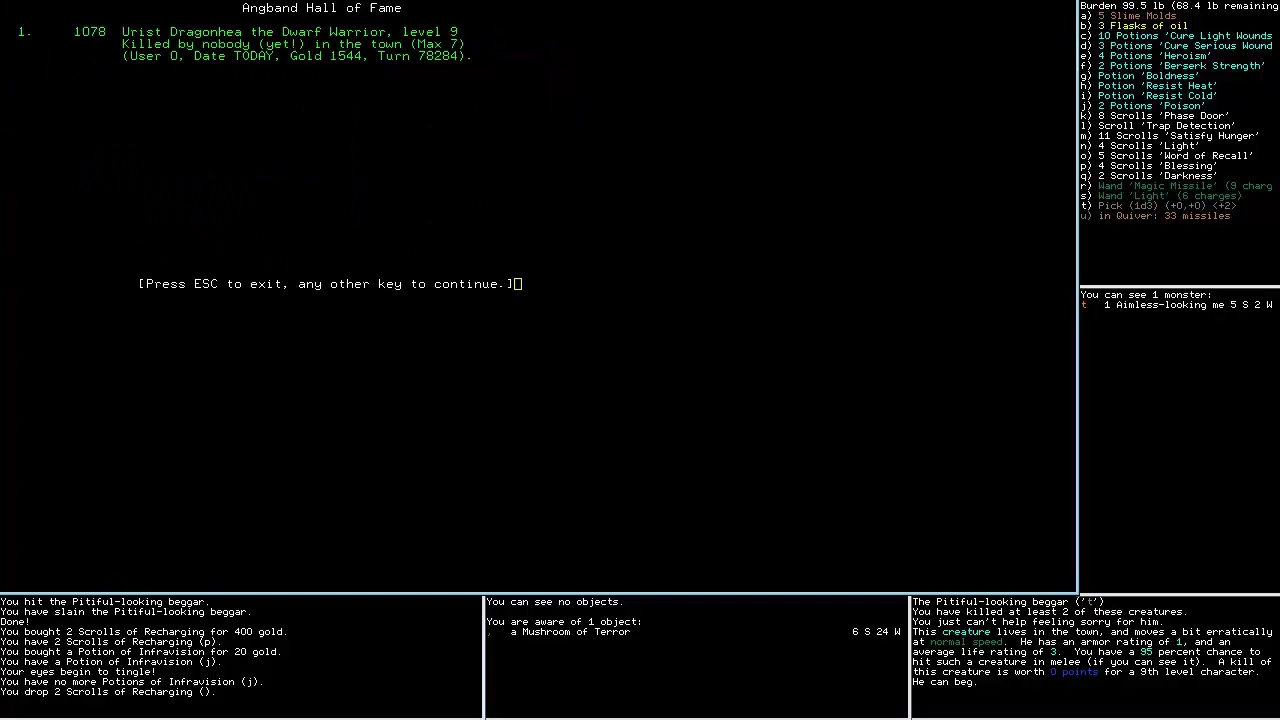 Angband Hall of Fame
1. 1078 Urist Dragonhea the Dwarf Warrior, level 9
Killed by nobody (yet!) in the town (Max 7)
(User 0, Date TODAY, Gold 1544, Turn 78284).
[Press ESC to exit, any other key to continue.]
Burden 99.5 lb (68.4 lb remaining
a) 5 Slime Molds
b) 3 Flasks of oil
c) 10 Potions 'Cure Light Wounds
d) 3 Potions 'Cure Serious Wound
e) 4 Potions 'Heroism'
f) 2 Potions 'Berserk Strength'
g) Potion 'Boldness'
h) Potion 'Resist Heat'
i) Potion 'Resist Cold'
j) 2 Potions 'Poison'
k) 8 Scrolls 'Phase Door'
l) Scroll 'Trap Detection'
m) 11 Scrolls 'Satisfy Hunger'
n) 4 Scrolls 'Light'
o) 5 Scrolls 'Word of Recall'
p) 4 Scrolls 'Blessing'
q) 2 Scrolls 'Darkness'
r) Wand 'Magic Missile' (9 charg
s) Wand 'Light' (6 charges)
t) Pick (1d3) (+0,+0) <+2>
u) in Quiver: 33 missiles
You can see 1 monster:
t 1 Aimless-looking me 5 S 2 W
You hit the Pitiful-looking beggar.
You have slain the Pitiful-looking beggar.
Done!
You bought 2 Scrolls of Recharging for 400 gold.
You have 2 Scrolls of Recharging (p).
You bought a Potion of Infravision for 20 gold.
You have a Potion of Infravision (j).
Your eyes begin to tingle!
You have no more Potions of Infravision (j).
You drop 2 Scrolls of Recharging ().
You can see no objects.
You are aware of 1 object:
, a Mushroom of Terror 6 S 24 W
The Pitiful-looking beggar ('t')
You have killed at least 2 of these creatures.
You just can't help feeling sorry for him.
This creature lives in the town, and moves a bit erratically
at normal speed. He has an armor rating of 1, and an
average life rating of 3. You have a 95 percent chance to
hit such a creature in melee (if you can see it). A kill of
this creature is worth 0 points for a 9th level character.
He can beg.